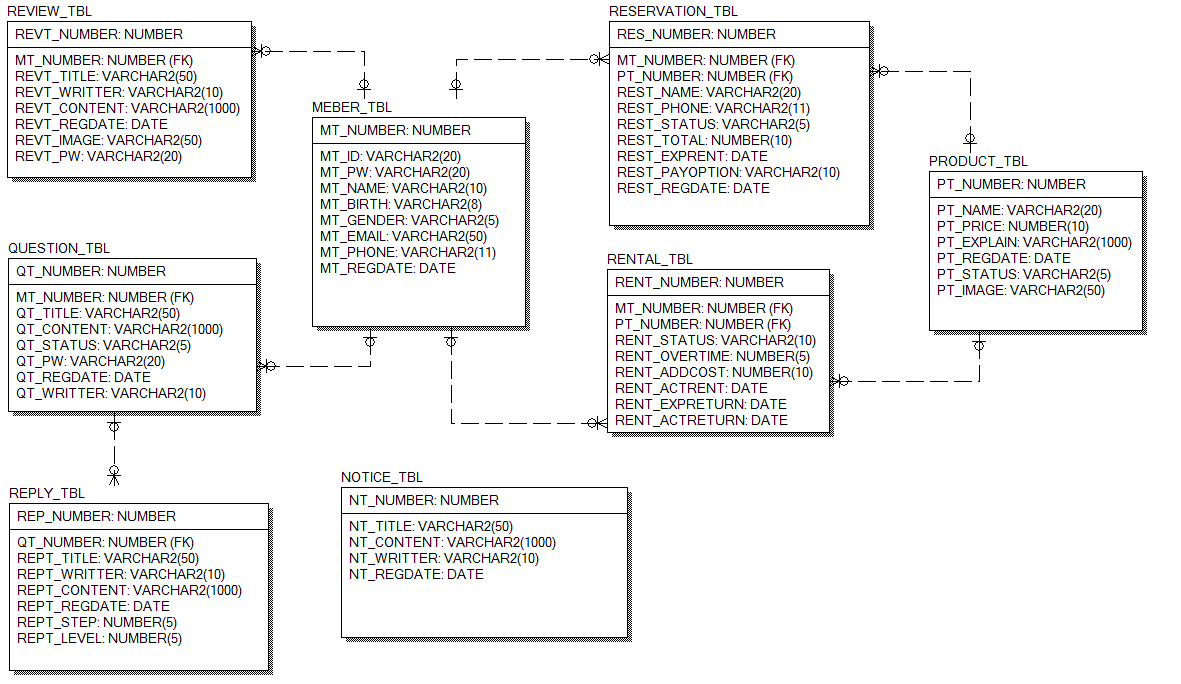 REVIEW_TBL
REVT_NUMBER: NUMBER
MT_NUMBER: NUMBER (FK)
REVT_TITLE: VARCHAR2(50)
REVT_WRITTER: VARCHAR2(10)
REVT_CONTENT: VARCHAR2(1000)
REVT_REGDATE: DATE
REVT_IMAGE: VARCHAR2(50)
REVT_PW: VARCHAR2(20)
MEBER_TBL
MT_NUMBER: NUMBER
MT_ID: VARCHAR2(20)
MT_PW: VARCHAR2(20)
MT_NAME: VARCHAR2(10)
MT_BIRTH: VARCHAR2(8)
MT_GENDER: VARCHAR2(5)
MT_EMAIL: VARCHAR2(50)
MT_PHONE: VARCHAR2(11)
MT_REGDATE: DATE
RESERVATION_TBL
RES_NUMBER: NUMBER
MT_NUMBER: NUMBER (FK)
PT_NUMBER: NUMBER (FK)
REST_NAME: VARCHAR2(20)
REST_PHONE: VARCHAR2(11)
REST_STATUS: VARCHAR2(5)
REST_TOTAL: NUMBER(10)
REST_EXPRENT: DATE
REST_PAYOPTION: VARCHAR2(10)
REST_REGDATE: DATE
PRODUCT_TBL
PT_NUMBER: NUMBER
PT_NAME: VARCHAR2(20)
PT_PRICE: NUMBER(10)
PT_EXPLAIN: VARCHAR2(1000)
PT_REGDATE: DATE
PT_STATUS: VARCHAR2(5)
PT_IMAGE: VARCHAR2(50)
QUESTION_TBL
QT_NUMBER: NUMBER
MT_NUMBER: NUMBER (FK)
QT_TITLE: VARCHAR2(50)
QT_CONTENT: VARCHAR2(1000)
QT_STATUS: VARCHAR2(5)
QT_PW: VARCHAR2(20)
QT_REGDATE: DATE
QT_WRITTER: VARCHAR2(10)
RENTAL_TBL
RENT_NUMBER: NUMBER
MT_NUMBER: NUMBER (FK)
PT_NUMBER: NUMBER (FK)
RENT_STATUS: VARCHAR2(10)
RENT_OVERTIME: NUMBER(5)
RENT_ADDCOST: NUMBER(10)
RENT_ACTRENT: DATE
RENT_EXPRETURN: DATE
RENT_ACTRETURN: DATE
REPLY_TBL
REP_NUMBER: NUMBER
QT_NUMBER: NUMBER (FK)
REPT_TITLE: VARCHAR2(50)
REPT_WRITTER: VARCHAR2(10)
REPT_CONTENT: VARCHAR2(1000)
REPT_REGDATE: DATE
REPT_STEP: NUMBER(5)
REPT_LEVEL: NUMBER(5)
NOTICE_TBL
NT_NUMBER: NUMBER
NT_TITLE: VARCHAR2(50)
NT_CONTENT: VARCHAR2(1000)
NT_WRITTER: VARCHAR2(10)
NT_REGDATE: DATE